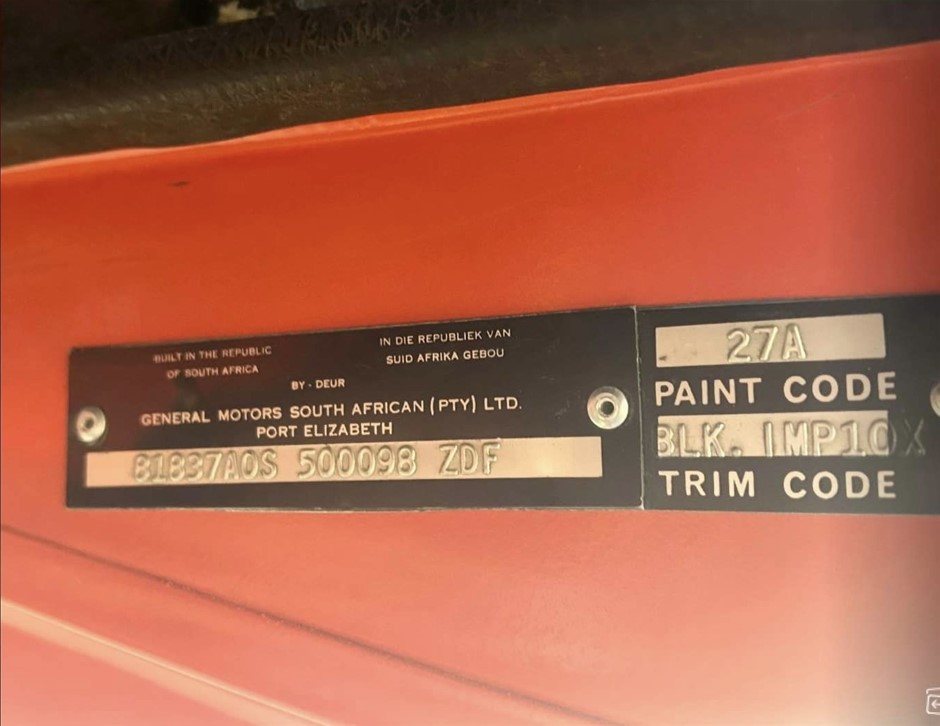 BUILT IN THE REPUBLIC
OF SOUTH AFRICA
IN DIE REPUBLIEK VAN
SUID AFRIKA GEBOU
BY - DEUR
GENERAL MOTORS SOUTH AFRICAN (PTY) LTD.
PORT ELIZABETH
81837A0S 500098 ZDF
27A
PAINT CODE
BLK. IMP10X
TRIM CODE